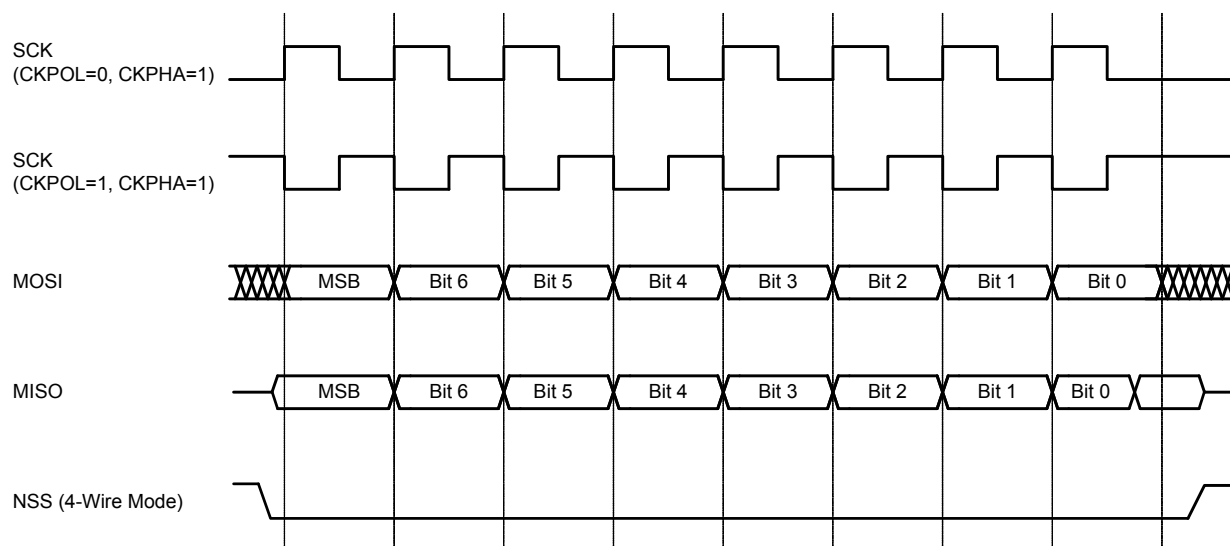 SCK
(CKPOL=0, CKPHA=1)
SCK
(CKPOL=1, CKPHA=1)
MOSI
MSB Bit 6 Bit 5 Bit 4 Bit 3 Bit 2 Bit 1 Bit 0
MISO
MSB Bit 6 Bit 5 Bit 4 Bit 3 Bit 2 Bit 1 Bit 0
NSS (4-Wire Mode)